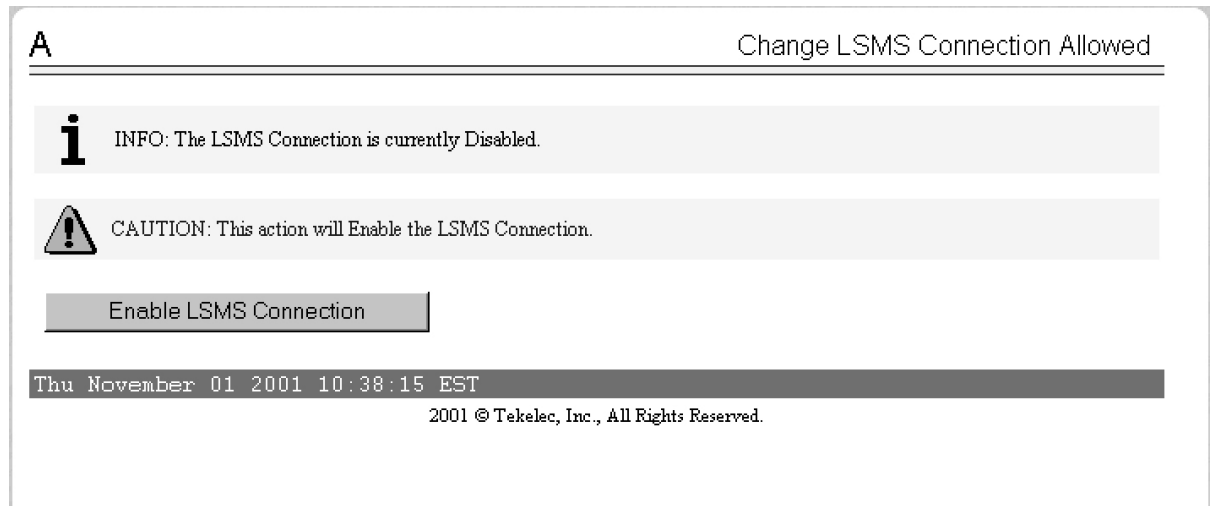 A
Change LSMS Connection Allowed
INFO: The LSMS Connection is currently Disabled.
CAUTION: This action will Enable the LSMS Connection.
Enable LSMS Connection
Thu November 01 2001 10:38:15 EST
2001 © Tekelec, Inc., All Rights Reserved.